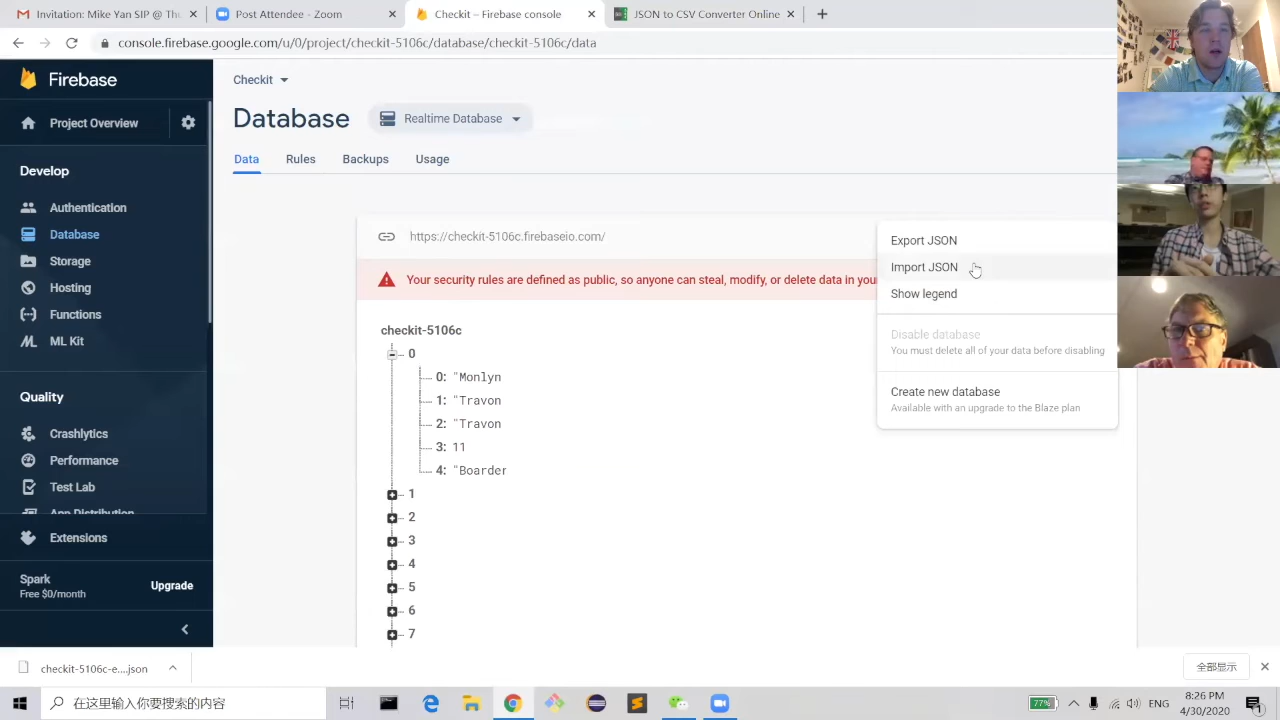 Invitation: Mike Yan SIP @ Th
Post Attendee - Zoom
Checkit – Firebase console
JSON to CSV Converter Online
console.firebase.google.com/u/0/project/checkit-5106c/database/checkit-5106c/data
Firebase
Project Overview
Develop
Authentication
Database
Storage
Hosting
Functions
ML Kit
Quality
Crashlytics
Performance
Test Lab
App Distribution
Extensions
Spark
Free $0/month
Upgrade
Checkit
Database
Realtime Database
Data
Rules
Backups
Usage
https://checkit-5106c.firebaseio.com/
Your security rules are defined as public, so anyone can steal, modify, or delete data in your
checkit-5106c
0
0: "Monlyn
1: "Travon
2: "Travon
3: 11
4: "Boarder
1
2
3
4
5
6
7
Export JSON
Import JSON
Show legend
Disable database
You must delete all of your data before disabling
Create new database
Available with an upgrade to the Blaze plan
checkit-5106c-e....json
全部显示
在这里输入你要搜索的内容
77%
英
8:26 PM
9/30/2020
1